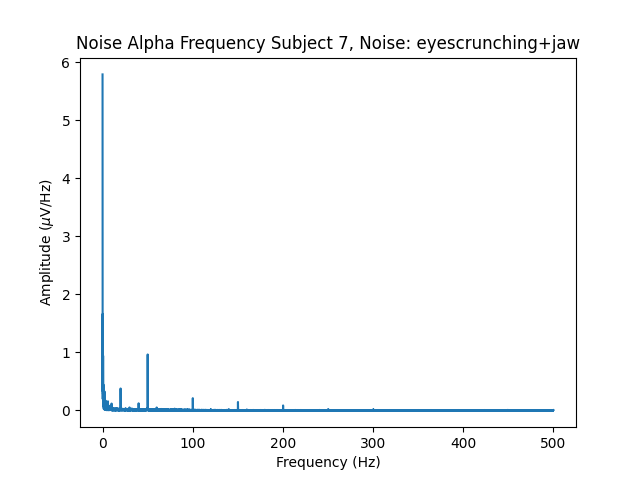 Noise Alpha Frequency Subject 7, Noise: eyescrunching+jaw
6
5
4
3
2
1
0
Amplitude (μV/Hz)
0 100 200 300 400 500
Frequency (Hz)